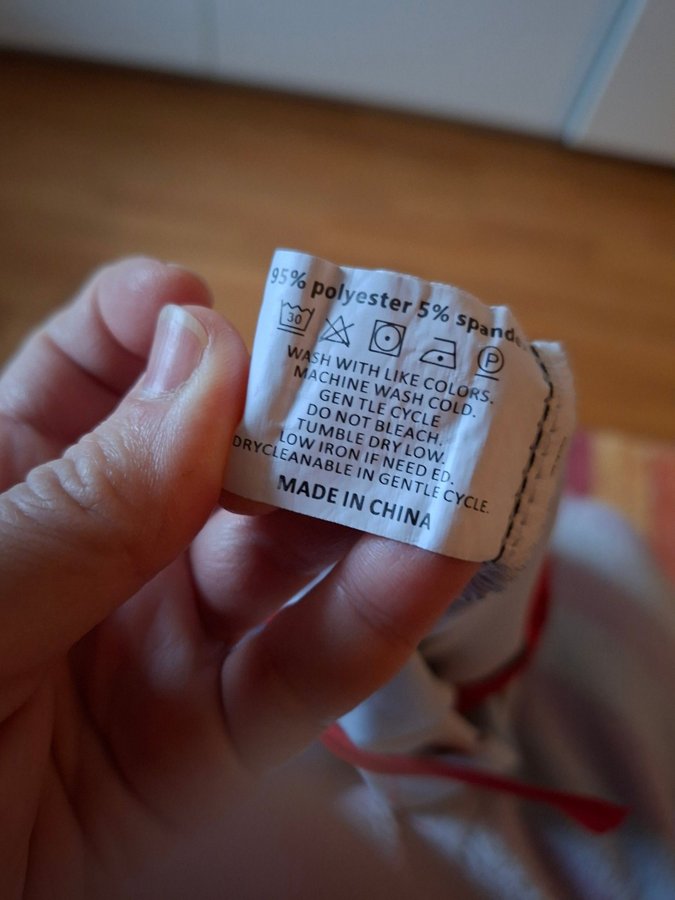 95% polyester 5% spande
30 P
WASH WITH LIKE COLORS.
MACHINE WASH COLD.
GEN TLE CYCLE
DO NOT BLEACH.
TUMBLE DRY LOW.
LOW IRON IF NEED ED.
DRYCLEANABLE IN GENTLE CYCLE.
MADE IN CHINA